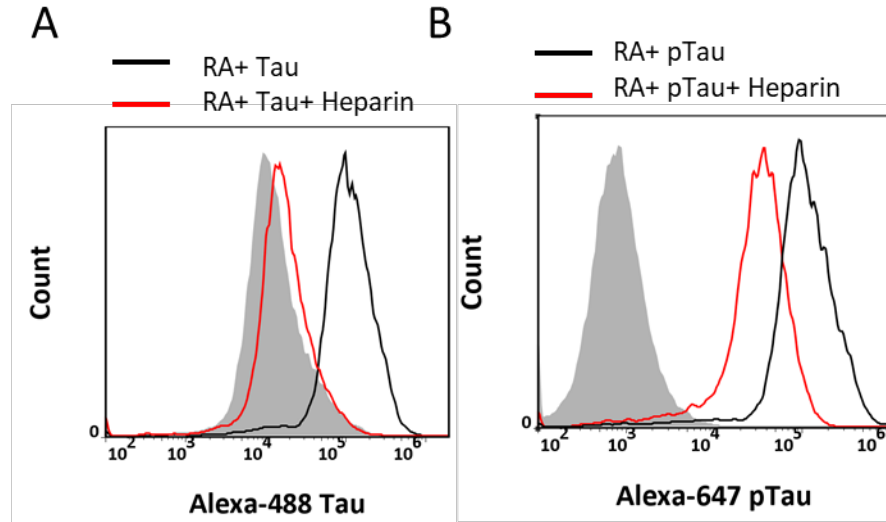 A
RA+ Tau
RA+ Tau+ Heparin
Count
0
10² 10³ 10⁴ 10⁵ 10⁶
Alexa-488 Tau
B
RA+ pTau
RA+ pTau+ Heparin
Count
0
10² 10³ 10⁴ 10⁵ 10⁶
Alexa-647 pTau